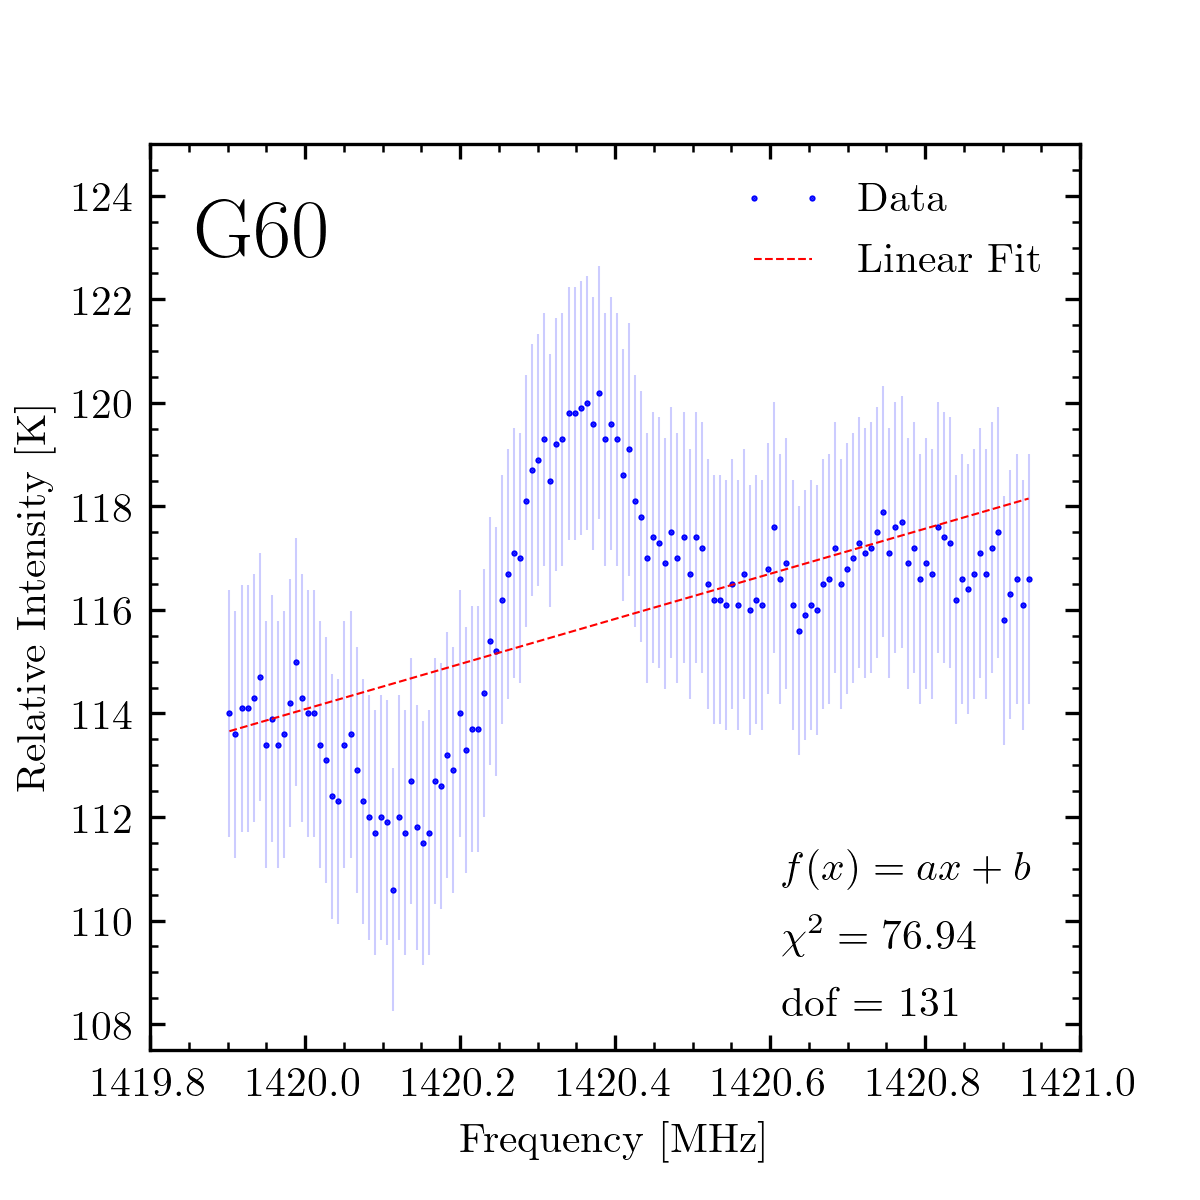 G60
Data
Linear Fit
124
122
120
118
116
114
112
110
108
Relative Intensity [K]
f(x) = ax + b
χ² = 76.94
dof = 131
1419.8 1420.0 1420.2 1420.4 1420.6 1420.8 1421.0
Frequency [MHz]